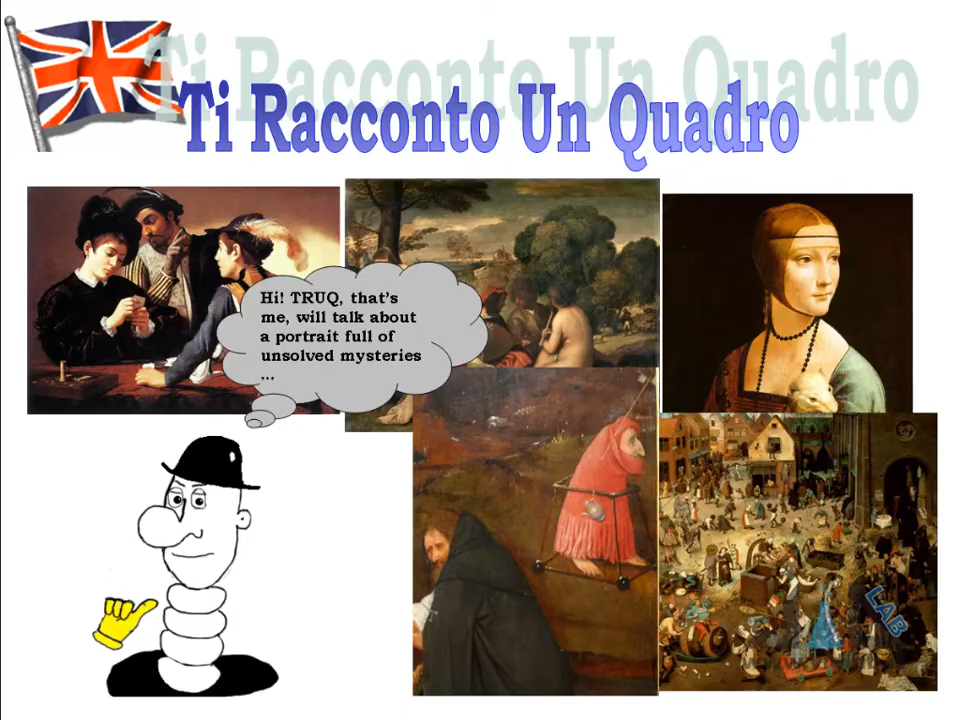 Ti Racconto Un Quadro
Ti Racconto Un Quadro
Hi! TRUQ, that's
me, will talk about
a portrait full of
unsolved mysteries
...
LAB